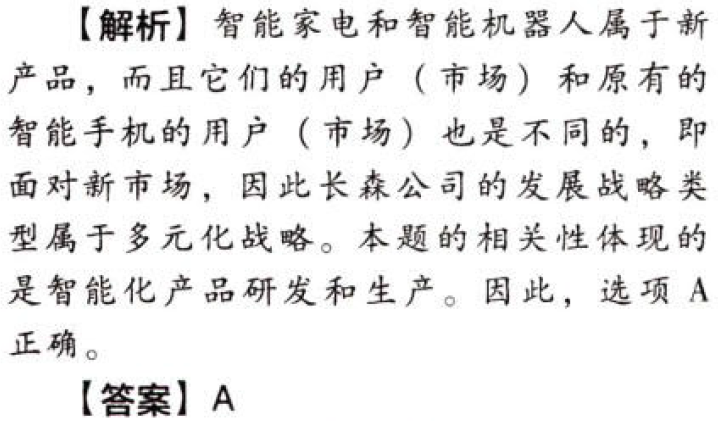 【解析】智能家电和智能机器人属于新
产品，而且它们的用户（市场）和原有的
智能手机的用户（市场）也是不同的，即
面对新市场，因此长森公司的发展战略类
型属于多元化战略。本题的相关性体现的
是智能化产品研发和生产。因此，选项 A
正确。
【答案】A